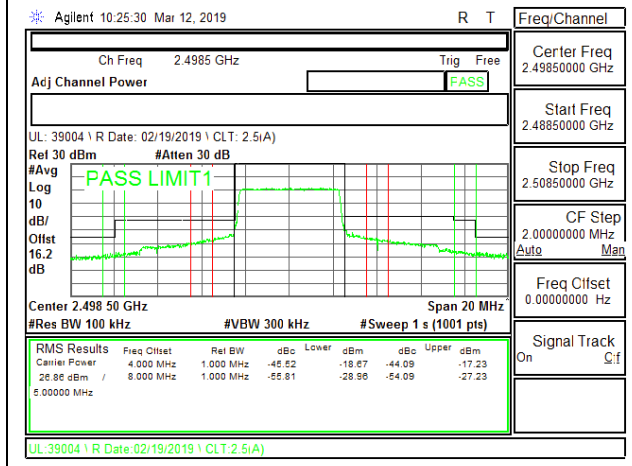 Agilent 10:25:30 Mar 12, 2019 R T
Freq/Channel
Ch Freq 2.4985 GHz Trig Free
Adj Channel Power PASS
UL: 39004 \ R Date: 02/19/2019 \ CLT: 2.5(A)
Ref 30 dBm #Atten 30 dB
#Avg
Log
10
dB/
Offst
16.2
dB
PASS LIMIT1
Center 2.498 50 GHz Span 20 MHz
#Res BW 100 kHz #VBW 300 kHz #Sweep 1 s (1001 pts)
RMS Results Freq Offset Ref BW dBc Lower dBm dBc Upper dBm
Carrier Power 4.000 MHz 1.000 MHz -45.52 -18.67 -44.09 -17.23
26.86 dBm / 8.000 MHz 1.000 MHz -55.81 -28.96 -54.09 -27.23
5.00000 MHz
UL:39004 \ R Date:02/19/2019 \ CLT:2.5(A)
Center Freq
2.49850000 GHz
Start Freq
2.48850000 GHz
Stop Freq
2.50850000 GHz
CF Step
2.00000000 MHz
Auto Man
Freq Offset
0.00000000 Hz
Signal Track
On Off